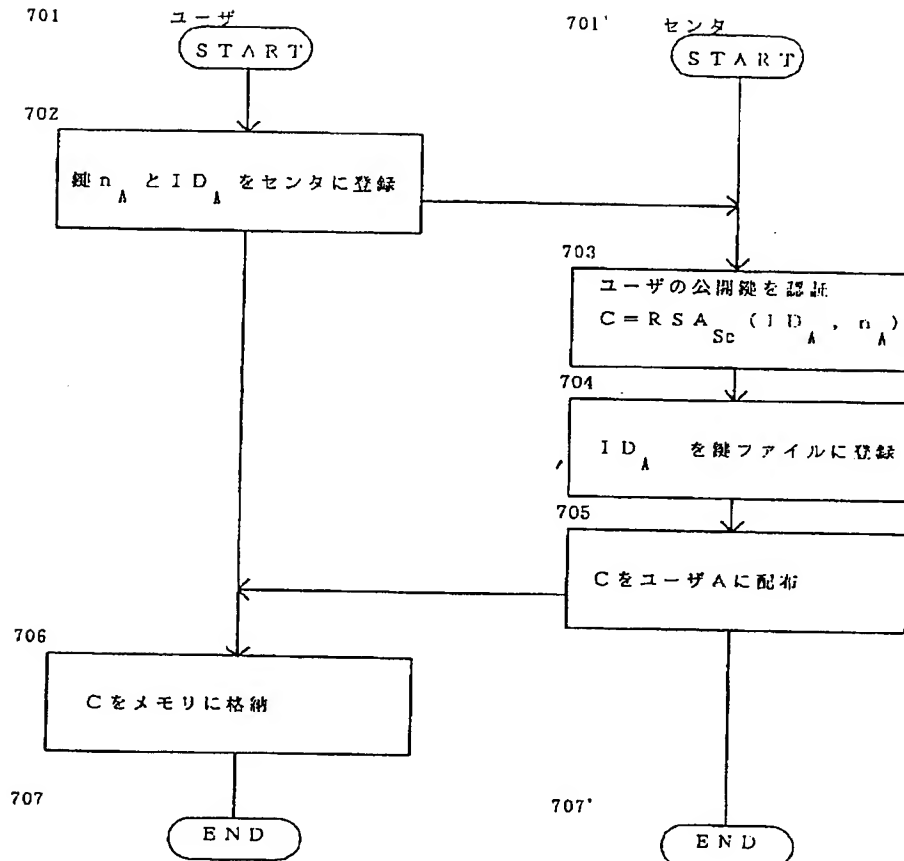 701 ユーザ
START
701' センタ
START
702
鍵nA とIDA をセンタに登録
703
ユーザの公開鍵を認証
C=RSASc (IDA, nA)
704
IDA を鍵ファイルに登録
705
CをユーザAに配布
706
Cをメモリに格納
707
END
707'
END